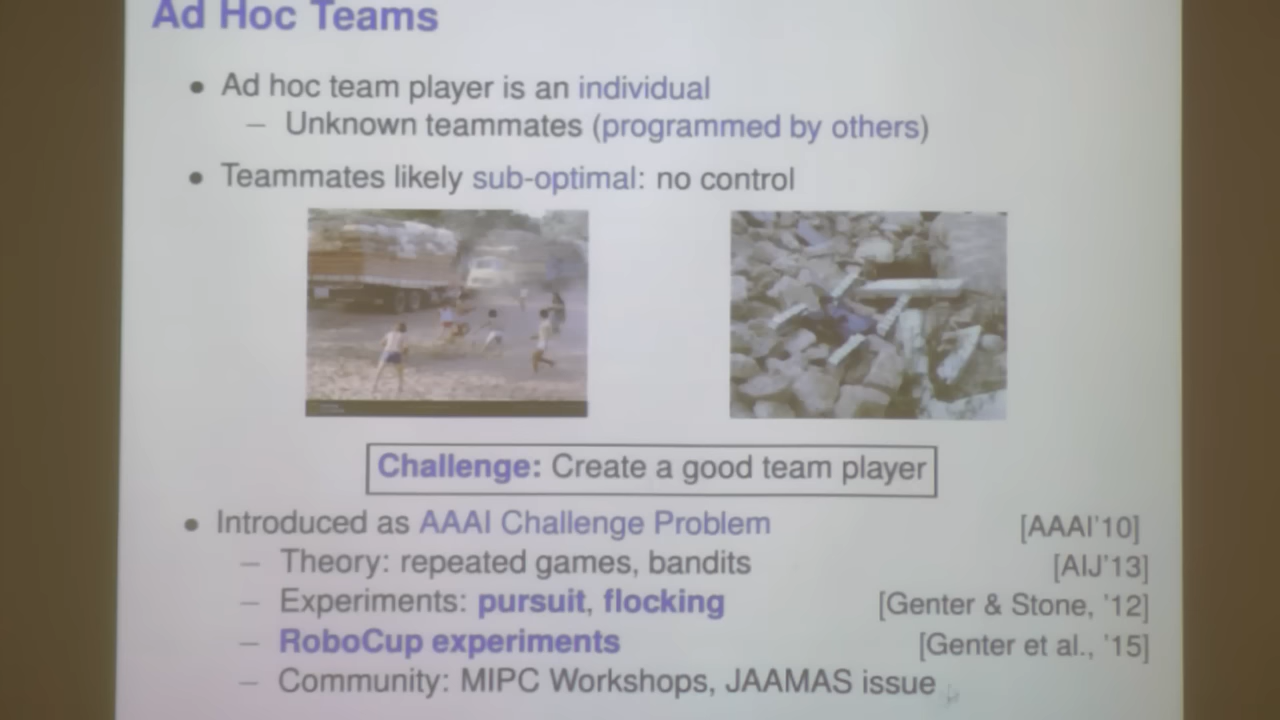 Ad Hoc Teams
• Ad hoc team player is an individual
– Unknown teammates (programmed by others)
• Teammates likely sub-optimal: no control
Challenge: Create a good team player
• Introduced as AAAI Challenge Problem [AAAI'10]
– Theory: repeated games, bandits [AIJ'13]
– Experiments: pursuit, flocking [Genter & Stone, '12]
– RoboCup experiments [Genter et al., '15]
– Community: MIPC Workshops, JAAMAS issue